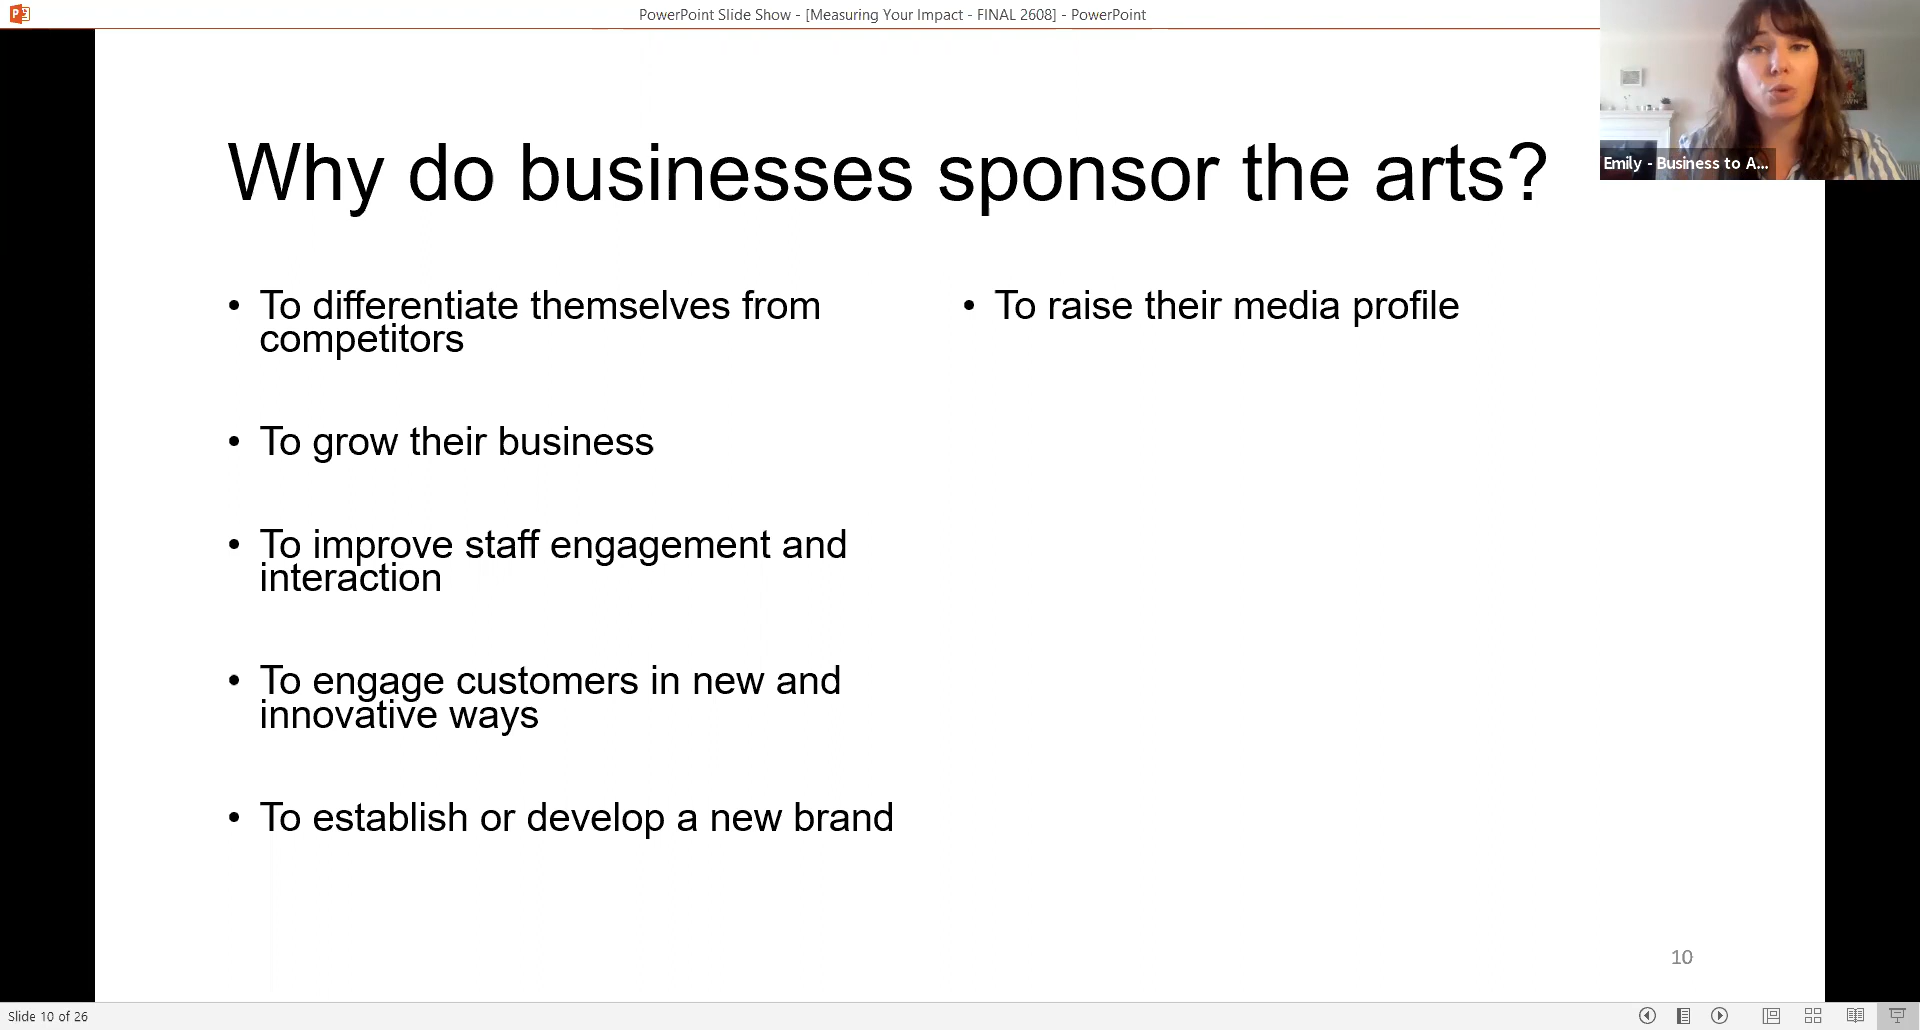 PowerPoint Slide Show - [Measuring Your Impact - FINAL 2608] - PowerPoint
Emily - Business to A...
Why do businesses sponsor the arts?
• To differentiate themselves from
competitors
• To grow their business
• To improve staff engagement and
interaction
• To engage customers in new and
innovative ways
• To establish or develop a new brand
• To raise their media profile
10
Slide 10 of 26